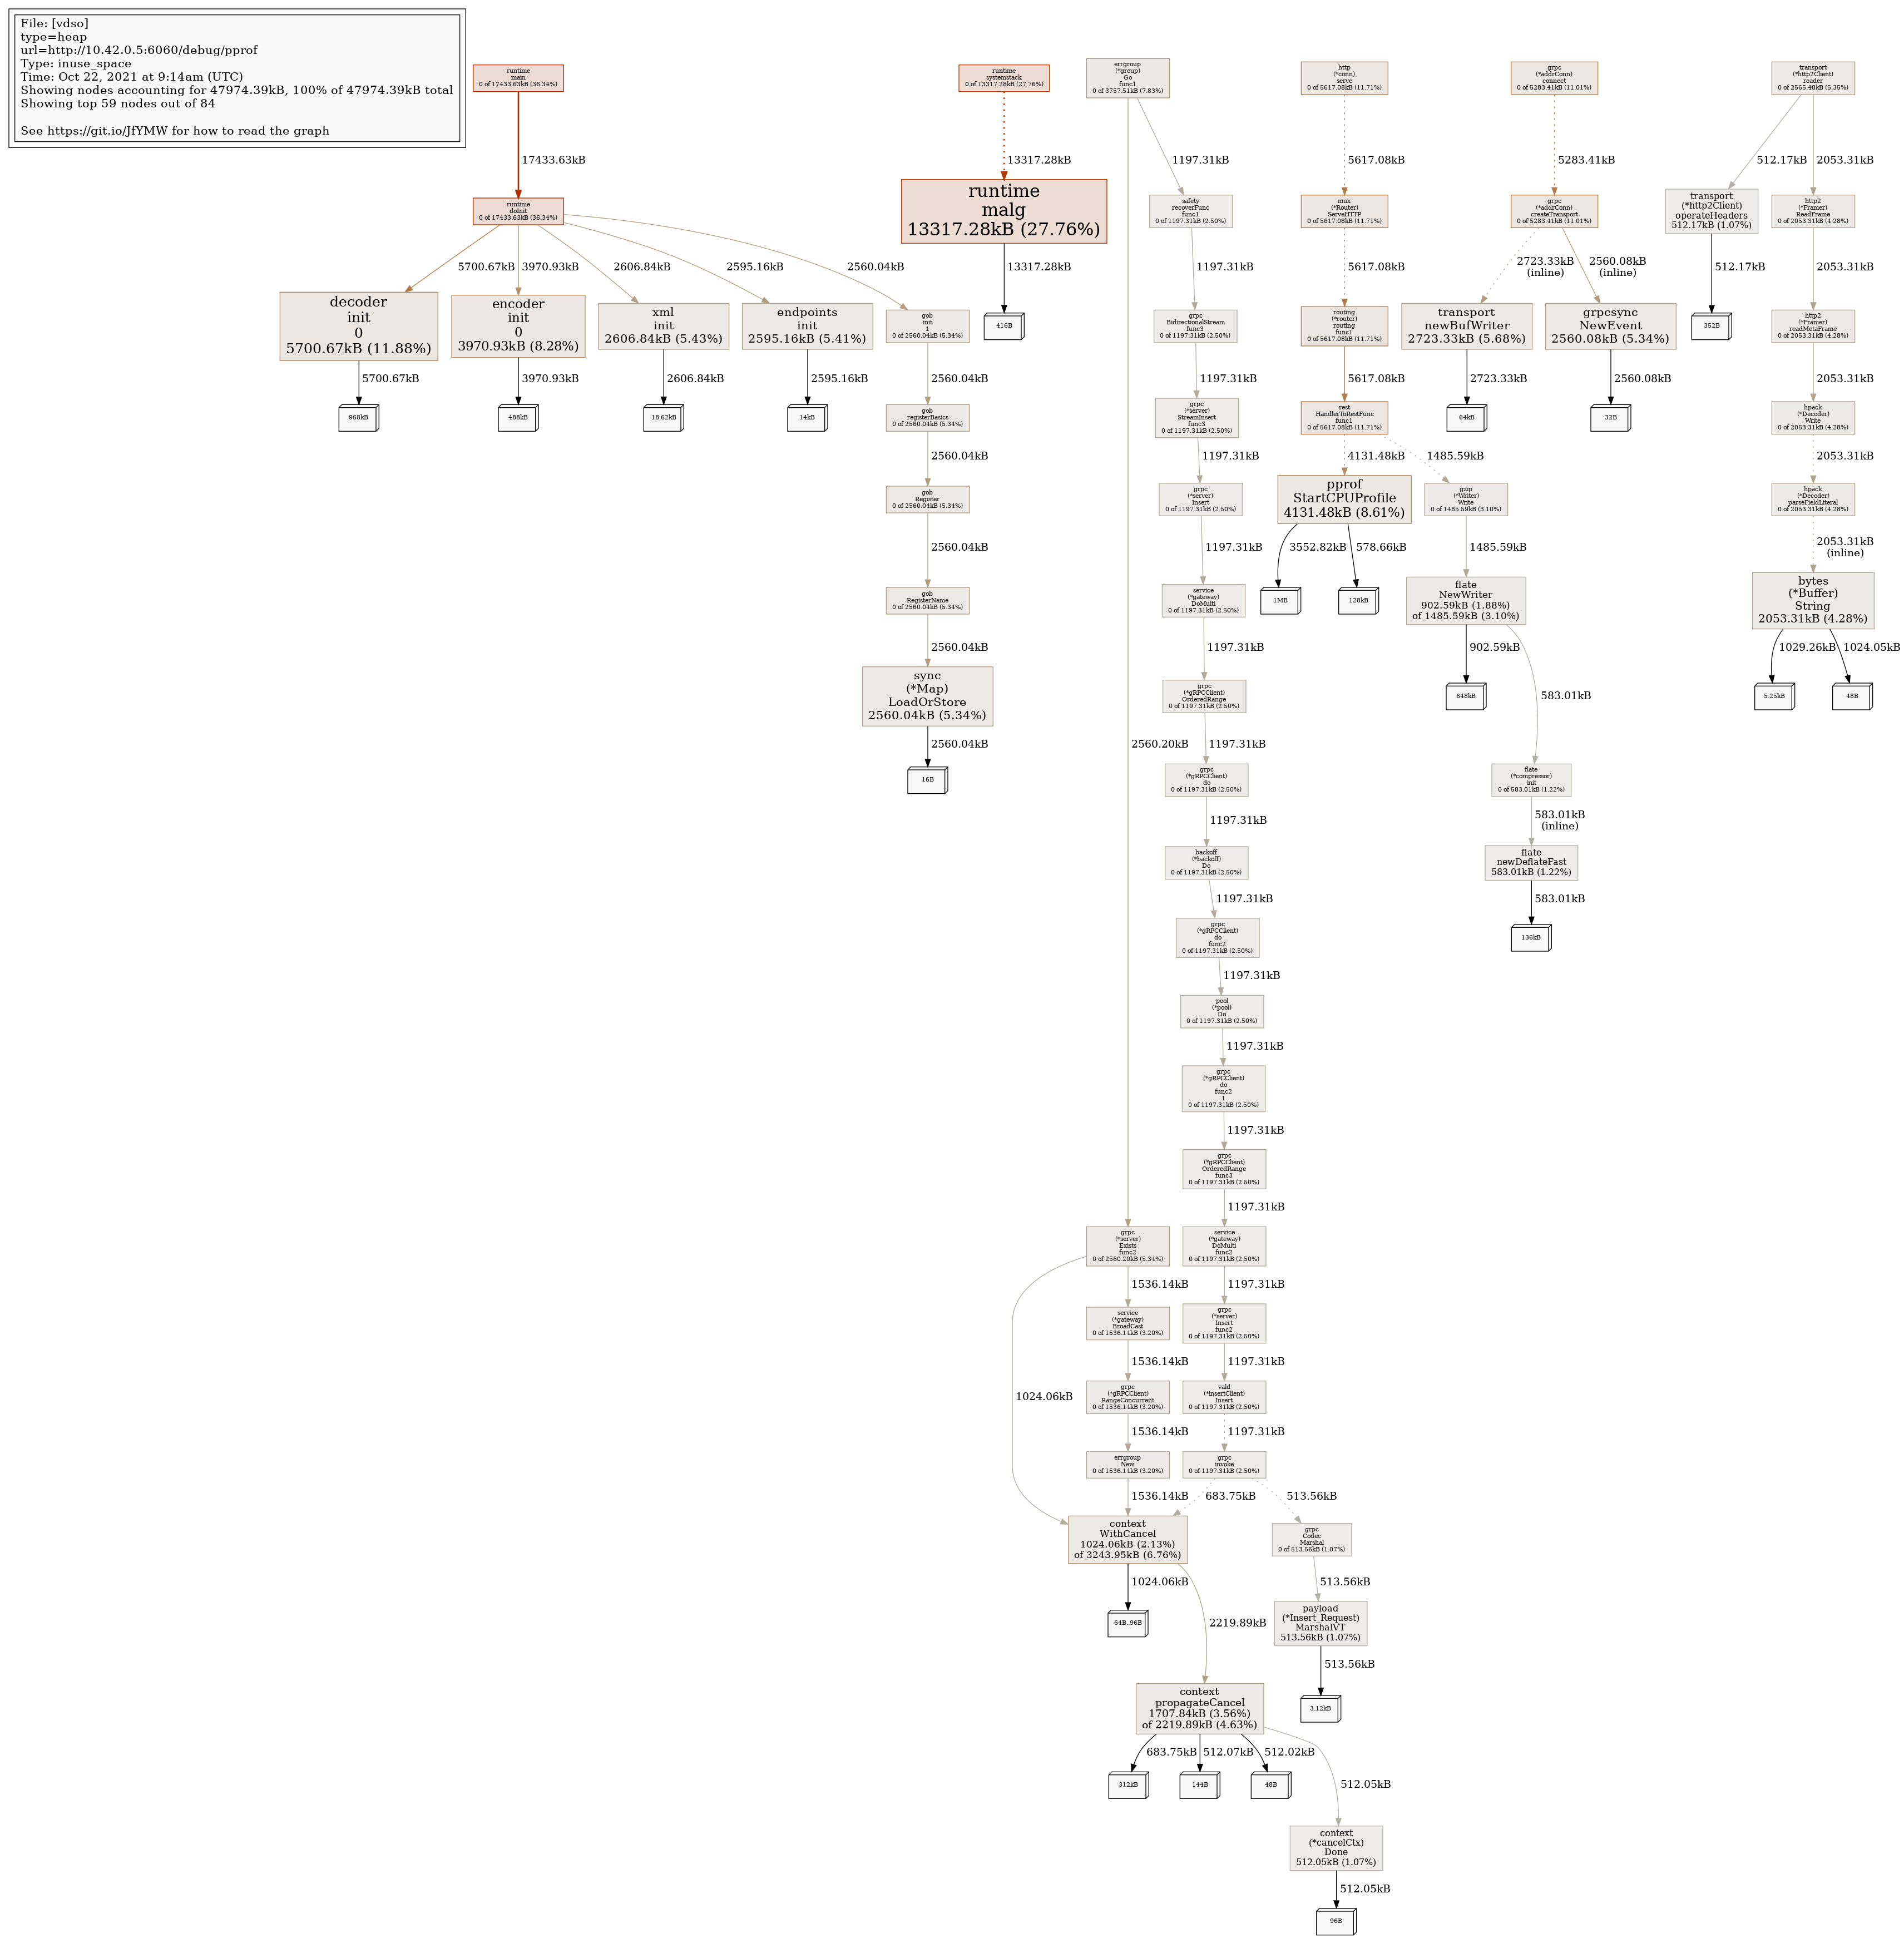 File: [vdso]
type=heap
url=http://10.42.0.5:6060/debug/pprof
Type: inuse_space
Time: Oct 22, 2021 at 9:14am (UTC)
Showing nodes accounting for 47974.39kB, 100% of 47974.39kB total
Showing top 59 nodes out of 84
See https://git.io/JfYMW for how to read the graph
runtime
main
0 of 17433.63kB (36.34%)
17433.63kB
runtime
doInit
0 of 17433.63kB (36.34%)
5700.67kB
3970.93kB
2606.84kB
2595.16kB
2560.04kB
decoder
init
0
5700.67kB (11.88%)
5700.67kB
968kB
encoder
init
0
3970.93kB (8.28%)
3970.93kB
488kB
xml
init
2606.84kB (5.43%)
2606.84kB
18.62kB
endpoints
init
2595.16kB (5.41%)
2595.16kB
14kB
gob
init
1
0 of 2560.04kB (5.34%)
2560.04kB
gob
registerBasics
0 of 2560.04kB (5.34%)
2560.04kB
gob
Register
0 of 2560.04kB (5.34%)
2560.04kB
gob
RegisterName
0 of 2560.04kB (5.34%)
2560.04kB
sync
(*Map)
LoadOrStore
2560.04kB (5.34%)
2560.04kB
16B
runtime
systemstack
0 of 13317.28kB (27.76%)
13317.28kB
runtime
malg
13317.28kB (27.76%)
13317.28kB
416B
errgroup
(*group)
Go
func1
0 of 3757.51kB (7.83%)
2560.20kB
1197.31kB
safety
recoverFunc
func1
0 of 1197.31kB (2.50%)
1197.31kB
grpc
BidirectionalStream
func3
0 of 1197.31kB (2.50%)
1197.31kB
grpc
(*server)
StreamInsert
func3
0 of 1197.31kB (2.50%)
1197.31kB
grpc
(*server)
Insert
0 of 1197.31kB (2.50%)
1197.31kB
service
(*gateway)
DoMulti
0 of 1197.31kB (2.50%)
1197.31kB
grpc
(*gRPCClient)
OrderedRange
0 of 1197.31kB (2.50%)
1197.31kB
grpc
(*gRPCClient)
do
0 of 1197.31kB (2.50%)
1197.31kB
backoff
(*backoff)
Do
0 of 1197.31kB (2.50%)
1197.31kB
grpc
(*gRPCClient)
do
func2
0 of 1197.31kB (2.50%)
1197.31kB
pool
(*pool)
Do
0 of 1197.31kB (2.50%)
1197.31kB
grpc
(*gRPCClient)
do
func2
1
0 of 1197.31kB (2.50%)
1197.31kB
grpc
(*gRPCClient)
OrderedRange
func3
0 of 1197.31kB (2.50%)
1197.31kB
service
(*gateway)
DoMulti
func2
0 of 1197.31kB (2.50%)
1197.31kB
grpc
(*server)
Insert
func2
0 of 1197.31kB (2.50%)
1197.31kB
vald
(*insertClient)
Insert
0 of 1197.31kB (2.50%)
1197.31kB
grpc
invoke
0 of 1197.31kB (2.50%)
683.75kB
513.56kB
grpc
(*server)
Exists
func2
0 of 2560.20kB (5.34%)
1024.06kB
1536.14kB
service
(*gateway)
BroadCast
0 of 1536.14kB (3.20%)
1536.14kB
grpc
(*gRPCClient)
RangeConcurrent
0 of 1536.14kB (3.20%)
1536.14kB
errgroup
New
0 of 1536.14kB (3.20%)
1536.14kB
context
WithCancel
1024.06kB (2.13%)
of 3243.95kB (6.76%)
1024.06kB
64B..96B
2219.89kB
grpc
Codec
Marshal
0 of 513.56kB (1.07%)
513.56kB
payload
(*Insert_Request)
MarshalVT
513.56kB (1.07%)
513.56kB
3.12kB
context
propagateCancel
1707.84kB (3.56%)
of 2219.89kB (4.63%)
683.75kB
512.07kB
512.02kB
512.05kB
312kB
144B
48B
context
(*cancelCtx)
Done
512.05kB (1.07%)
512.05kB
96B
http
(*conn)
serve
0 of 5617.08kB (11.71%)
5617.08kB
mux
(*Router)
ServeHTTP
0 of 5617.08kB (11.71%)
5617.08kB
routing
(*router)
routing
func1
0 of 5617.08kB (11.71%)
5617.08kB
rest
HandlerToRestFunc
func1
0 of 5617.08kB (11.71%)
4131.48kB
1485.59kB
pprof
StartCPUProfile
4131.48kB (8.61%)
3552.82kB
578.66kB
1MB
128kB
gzip
(*Writer)
Write
0 of 1485.59kB (3.10%)
1485.59kB
flate
NewWriter
902.59kB (1.88%)
of 1485.59kB (3.10%)
902.59kB
648kB
583.01kB
flate
(*compressor)
init
0 of 583.01kB (1.22%)
583.01kB
(inline)
flate
newDeflateFast
583.01kB (1.22%)
583.01kB
136kB
grpc
(*addrConn)
connect
0 of 5283.41kB (11.01%)
5283.41kB
grpc
(*addrConn)
createTransport
0 of 5283.41kB (11.01%)
2723.33kB
(inline)
2560.08kB
(inline)
transport
newBufWriter
2723.33kB (5.68%)
2723.33kB
64kB
grpcsync
NewEvent
2560.08kB (5.34%)
2560.08kB
32B
transport
(*http2Client)
reader
0 of 2565.48kB (5.35%)
512.17kB
2053.31kB
transport
(*http2Client)
operateHeaders
512.17kB (1.07%)
512.17kB
352B
http2
(*Framer)
ReadFrame
0 of 2053.31kB (4.28%)
2053.31kB
http2
(*Framer)
readMetaFrame
0 of 2053.31kB (4.28%)
2053.31kB
hpack
(*Decoder)
Write
0 of 2053.31kB (4.28%)
2053.31kB
hpack
(*Decoder)
parseFieldLiteral
0 of 2053.31kB (4.28%)
2053.31kB
(inline)
bytes
(*Buffer)
String
2053.31kB (4.28%)
1029.26kB
1024.05kB
5.25kB
48B